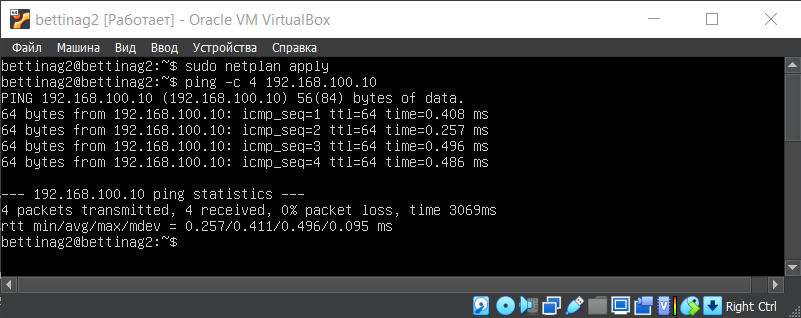 bettinag2 [Работает] - Oracle VM VirtualBox
Файл Машина Вид Ввод Устройства Справка
bettinag2@bettinag2:~$ sudo netplan apply
bettinag2@bettinag2:~$ ping -c 4 192.168.100.10
PING 192.168.100.10 (192.168.100.10) 56(84) bytes of data.
64 bytes from 192.168.100.10: icmp_seq=1 ttl=64 time=0.408 ms
64 bytes from 192.168.100.10: icmp_seq=2 ttl=64 time=0.257 ms
64 bytes from 192.168.100.10: icmp_seq=3 ttl=64 time=0.496 ms
64 bytes from 192.168.100.10: icmp_seq=4 ttl=64 time=0.486 ms
--- 192.168.100.10 ping statistics ---
4 packets transmitted, 4 received, 0% packet loss, time 3069ms
rtt min/avg/max/mdev = 0.257/0.411/0.496/0.095 ms
bettinag2@bettinag2:~$
Right Ctrl